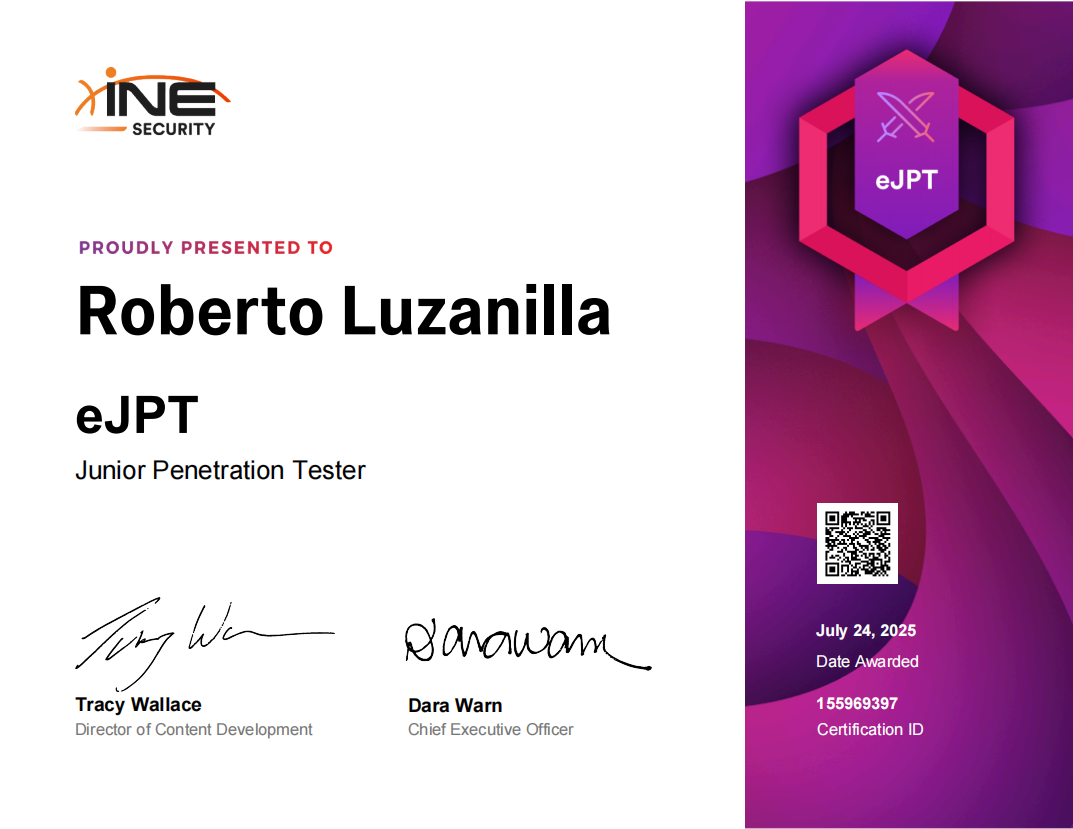 iNE
SECURITY
PROUDLY PRESENTED TO
Roberto Luzanilla
eJPT
Junior Penetration Tester
Tracy Wallace
Director of Content Development
Dara Warn
Chief Executive Officer
eJPT
July 24, 2025
Date Awarded
155969397
Certification ID